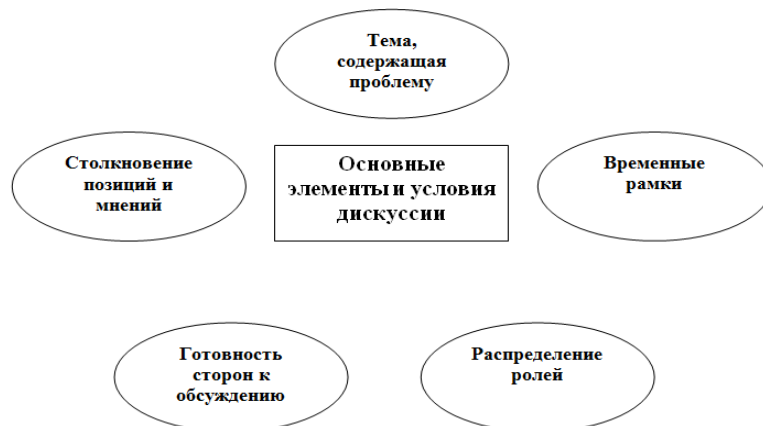 Тема,
содержащая
проблему
Столкновение
позиций и
мнений
Основные
элементы и условия
дискуссии
Временные
рамки
Готовность
сторон к
обсуждению
Распределение
ролей